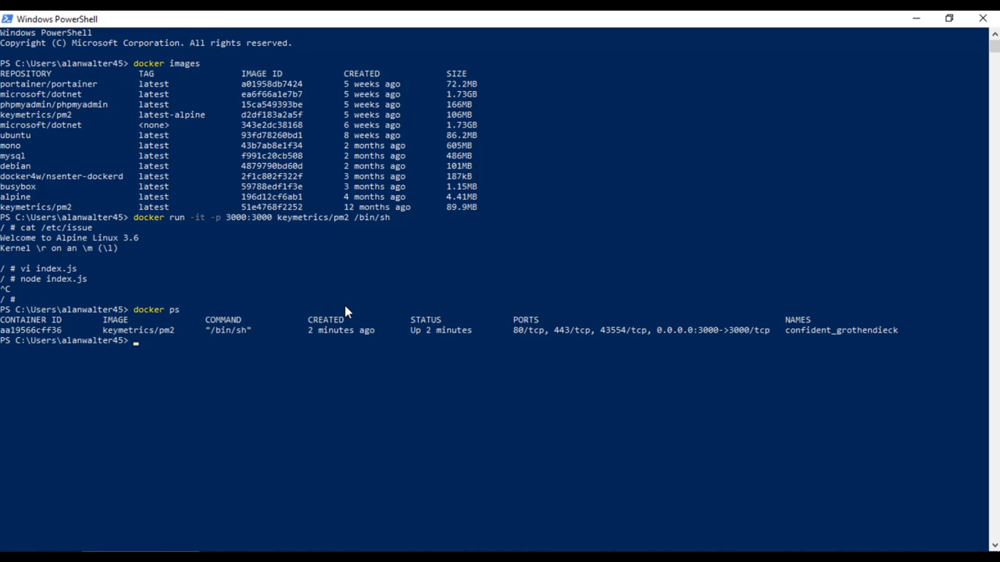 Windows PowerShell
Windows PowerShell
Copyright (C) Microsoft Corporation. All rights reserved.
PS C:\Users\alanwalter45> docker images
REPOSITORY TAG IMAGE ID CREATED SIZE
portainer/portainer latest a01958db7424 5 weeks ago 72.2MB
microsoft/dotnet latest ea6f66a1e7b7 5 weeks ago 1.73GB
phpmyadmin/phpmyadmin latest 15ca549393be 5 weeks ago 166MB
keymetrics/pm2 latest-alpine d2df183a2a5f 5 weeks ago 106MB
microsoft/dotnet <none> 343e2dc38168 6 weeks ago 1.73GB
ubuntu latest 93fd78260bd1 8 weeks ago 86.2MB
mono latest 43b7ab8e1f34 2 months ago 605MB
mysql latest f991c20cb508 2 months ago 486MB
debian latest 4879790bd60d 2 months ago 101MB
docker4w/nsenter-dockerd latest 2f1c802f322f 3 months ago 187kB
busybox latest 59788edf1f3e 3 months ago 1.15MB
alpine latest 196d12cf6ab1 4 months ago 4.41MB
keymetrics/pm2 latest 51e4768f2252 12 months ago 89.9MB
PS C:\Users\alanwalter45> docker run -it -p 3000:3000 keymetrics/pm2 /bin/sh
/ # cat /etc/issue
Welcome to Alpine Linux 3.6
Kernel \r on an \m (\l)
/ # vi index.js
/ # node index.js
^C
/ #
PS C:\Users\alanwalter45> docker ps
CONTAINER ID IMAGE COMMAND CREATED STATUS PORTS NAMES
aa19566cff36 keymetrics/pm2 "/bin/sh" 2 minutes ago Up 2 minutes 80/tcp, 443/tcp, 43554/tcp, 0.0.0.0:3000->3000/tcp confident_grothendieck
PS C:\Users\alanwalter45>